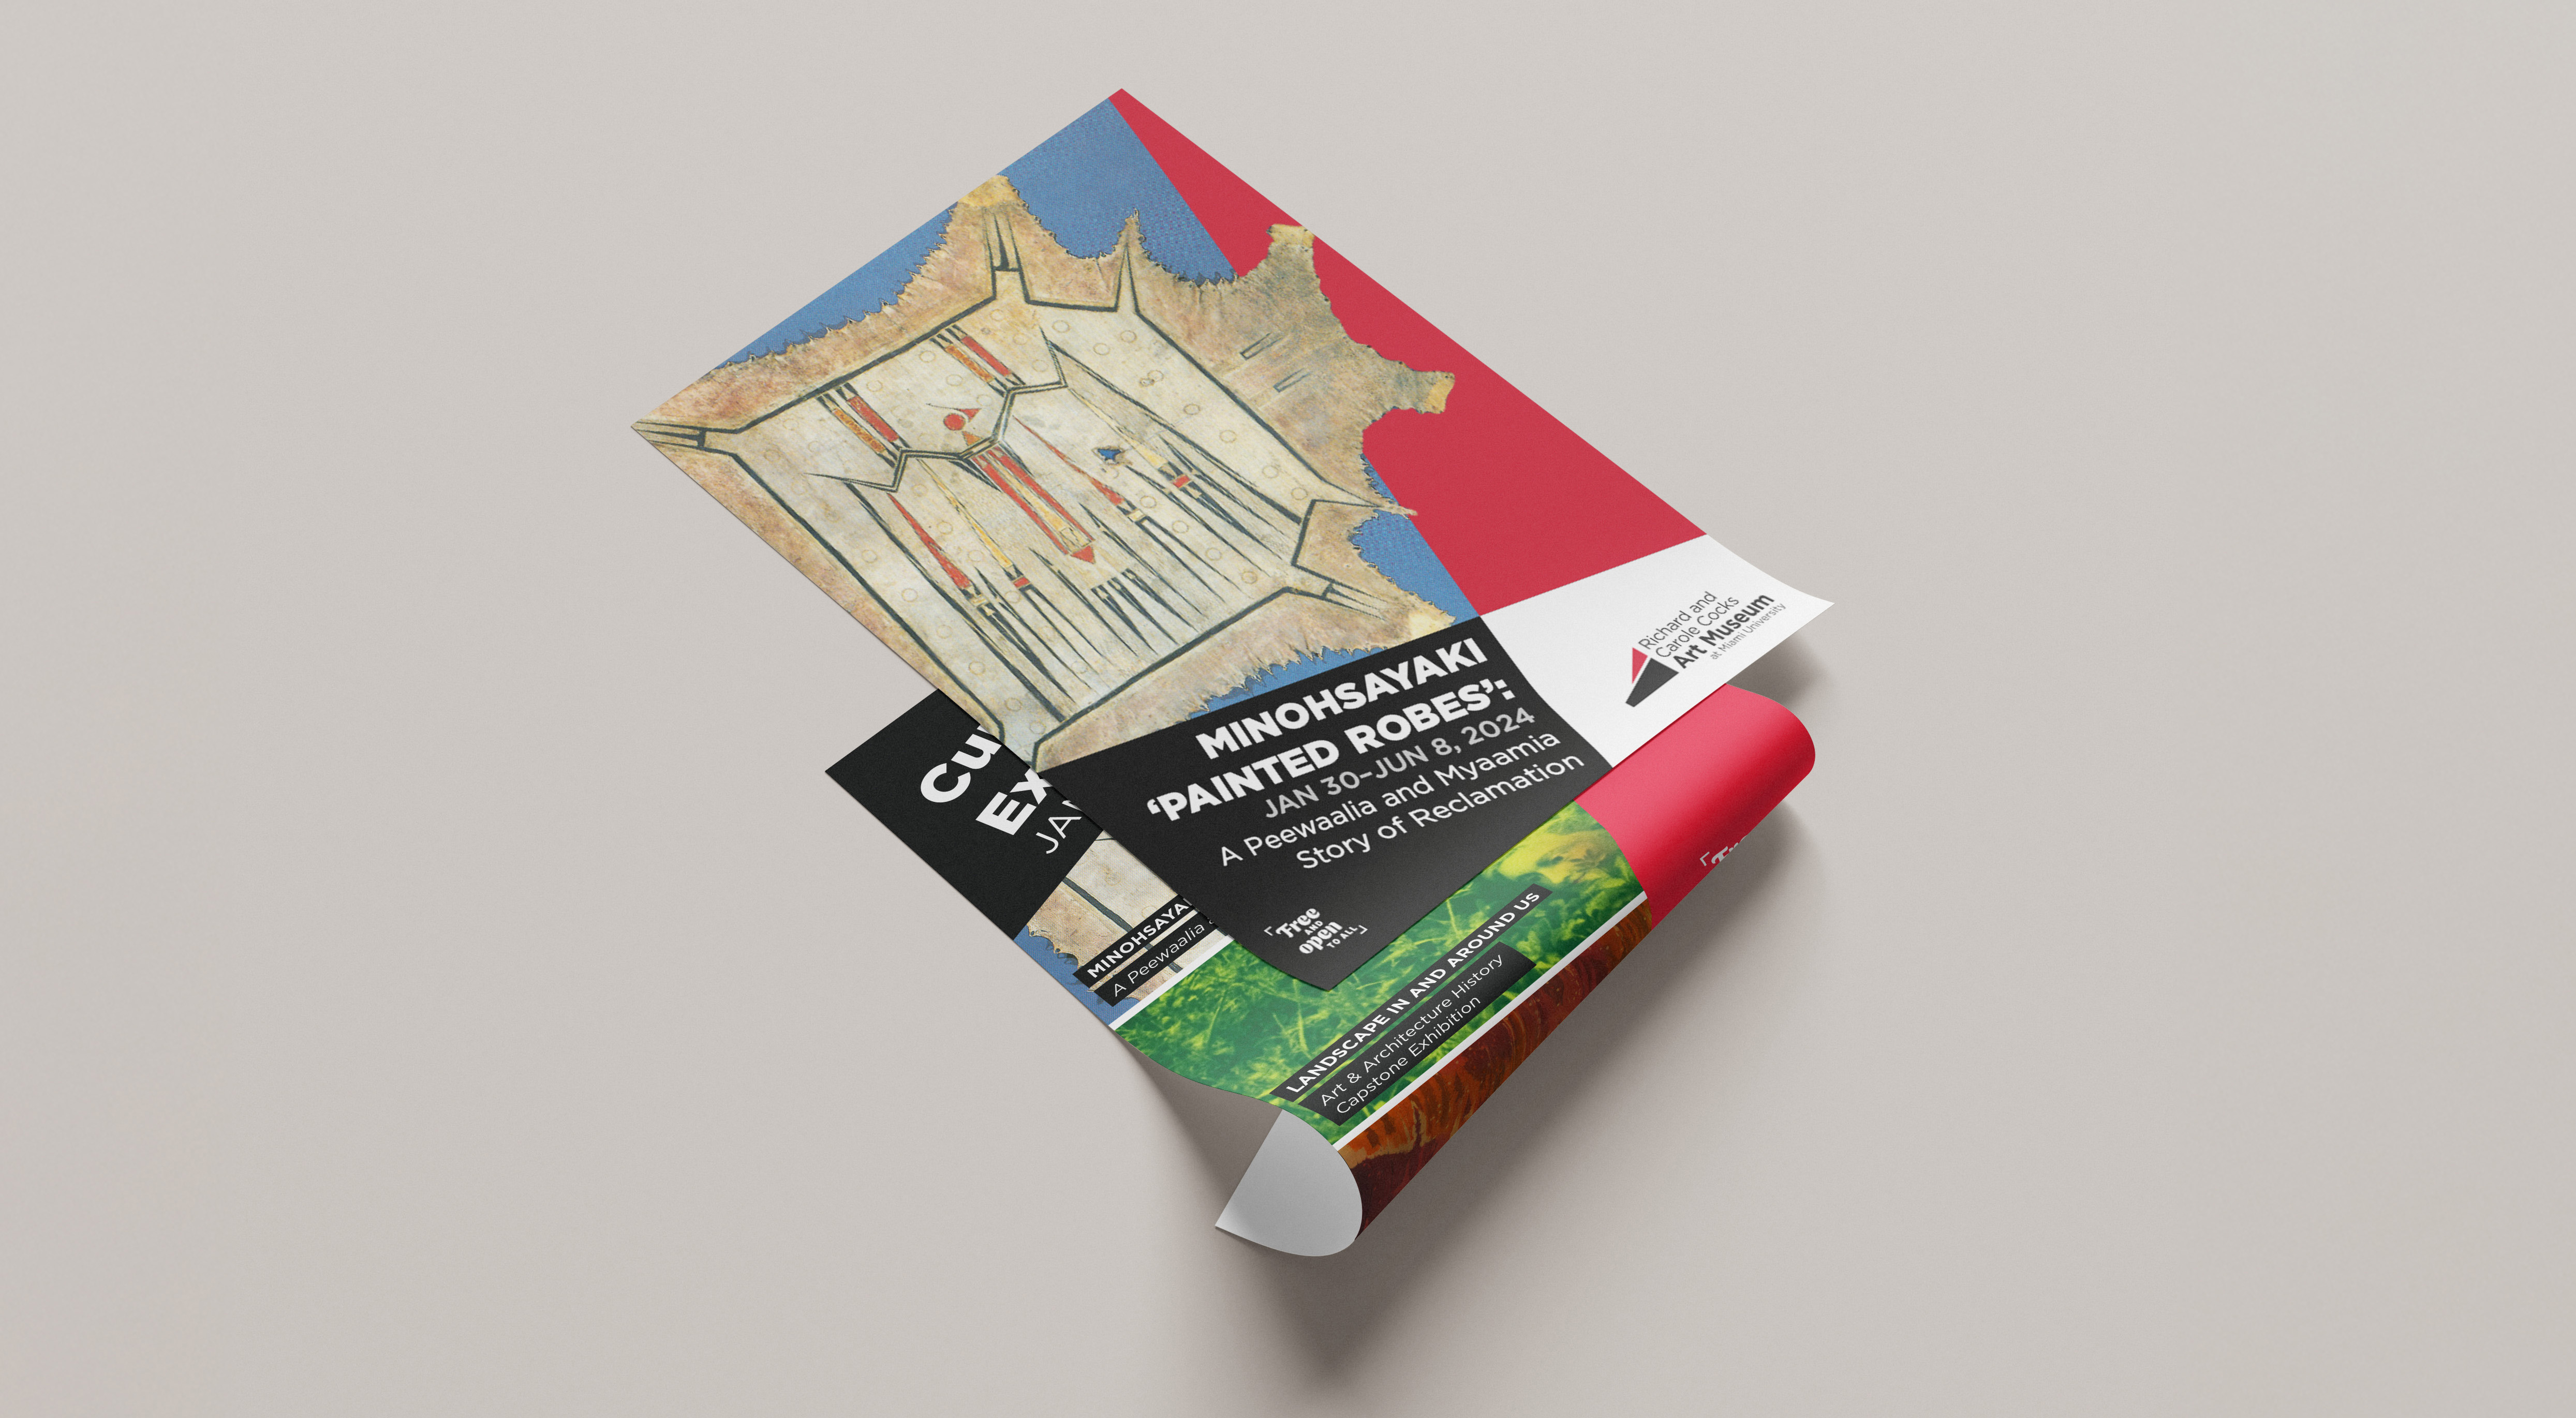 MINOHSAYAKI
‘PAINTED ROBES’:
JAN 30–JUN 8, 2024
A Peewaalia and Myaamia
Story of Reclamation
Free
AND
open
TO ALL
Richard and
Carole Cocks
Art Museum
at Miami University
A Peewaalia
LANDSCAPE IN AND AROUND US
Art & Architecture History
Capstone Exhibition